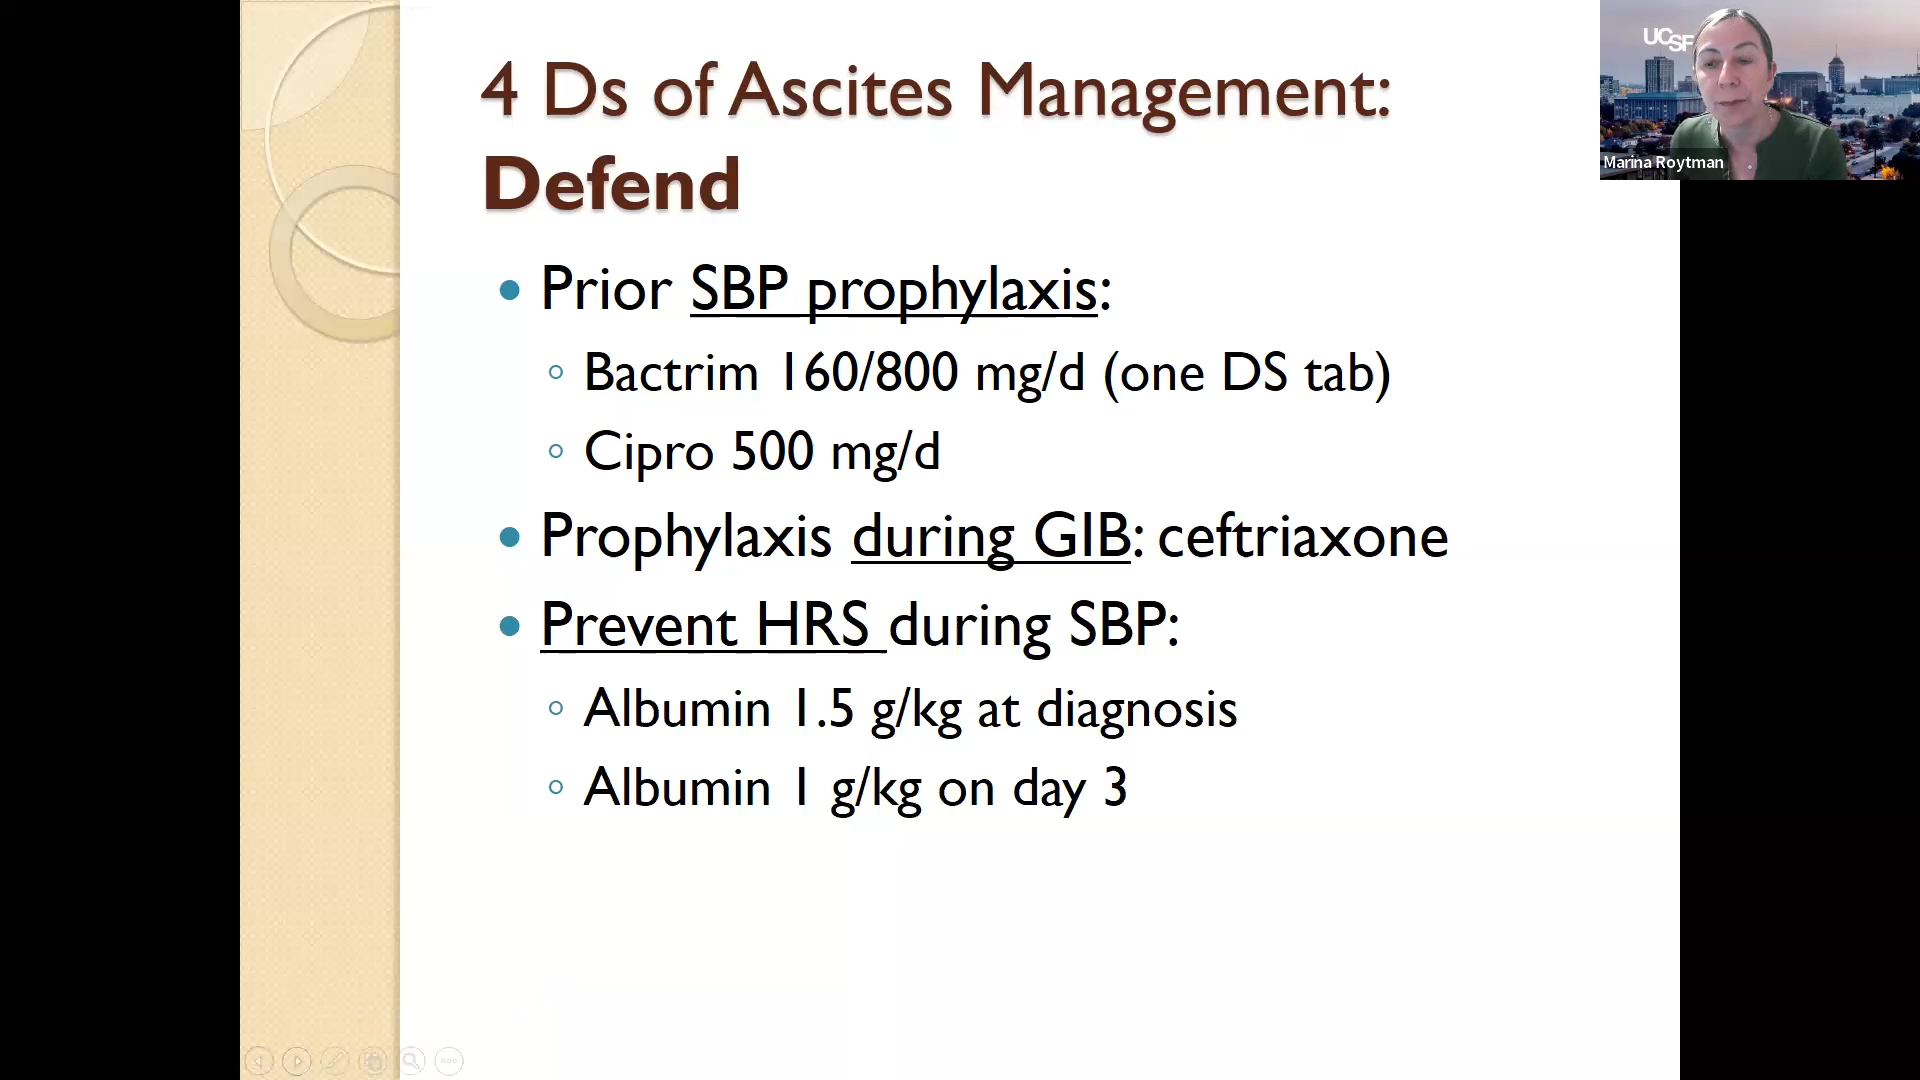 4 Ds of Ascites Management:
Defend
• Prior SBP prophylaxis:
◦ Bactrim 160/800 mg/d (one DS tab)
◦ Cipro 500 mg/d
• Prophylaxis during GIB: ceftriaxone
• Prevent HRS during SBP:
◦ Albumin 1.5 g/kg at diagnosis
◦ Albumin 1 g/kg on day 3
UCSF
Marina Roytman